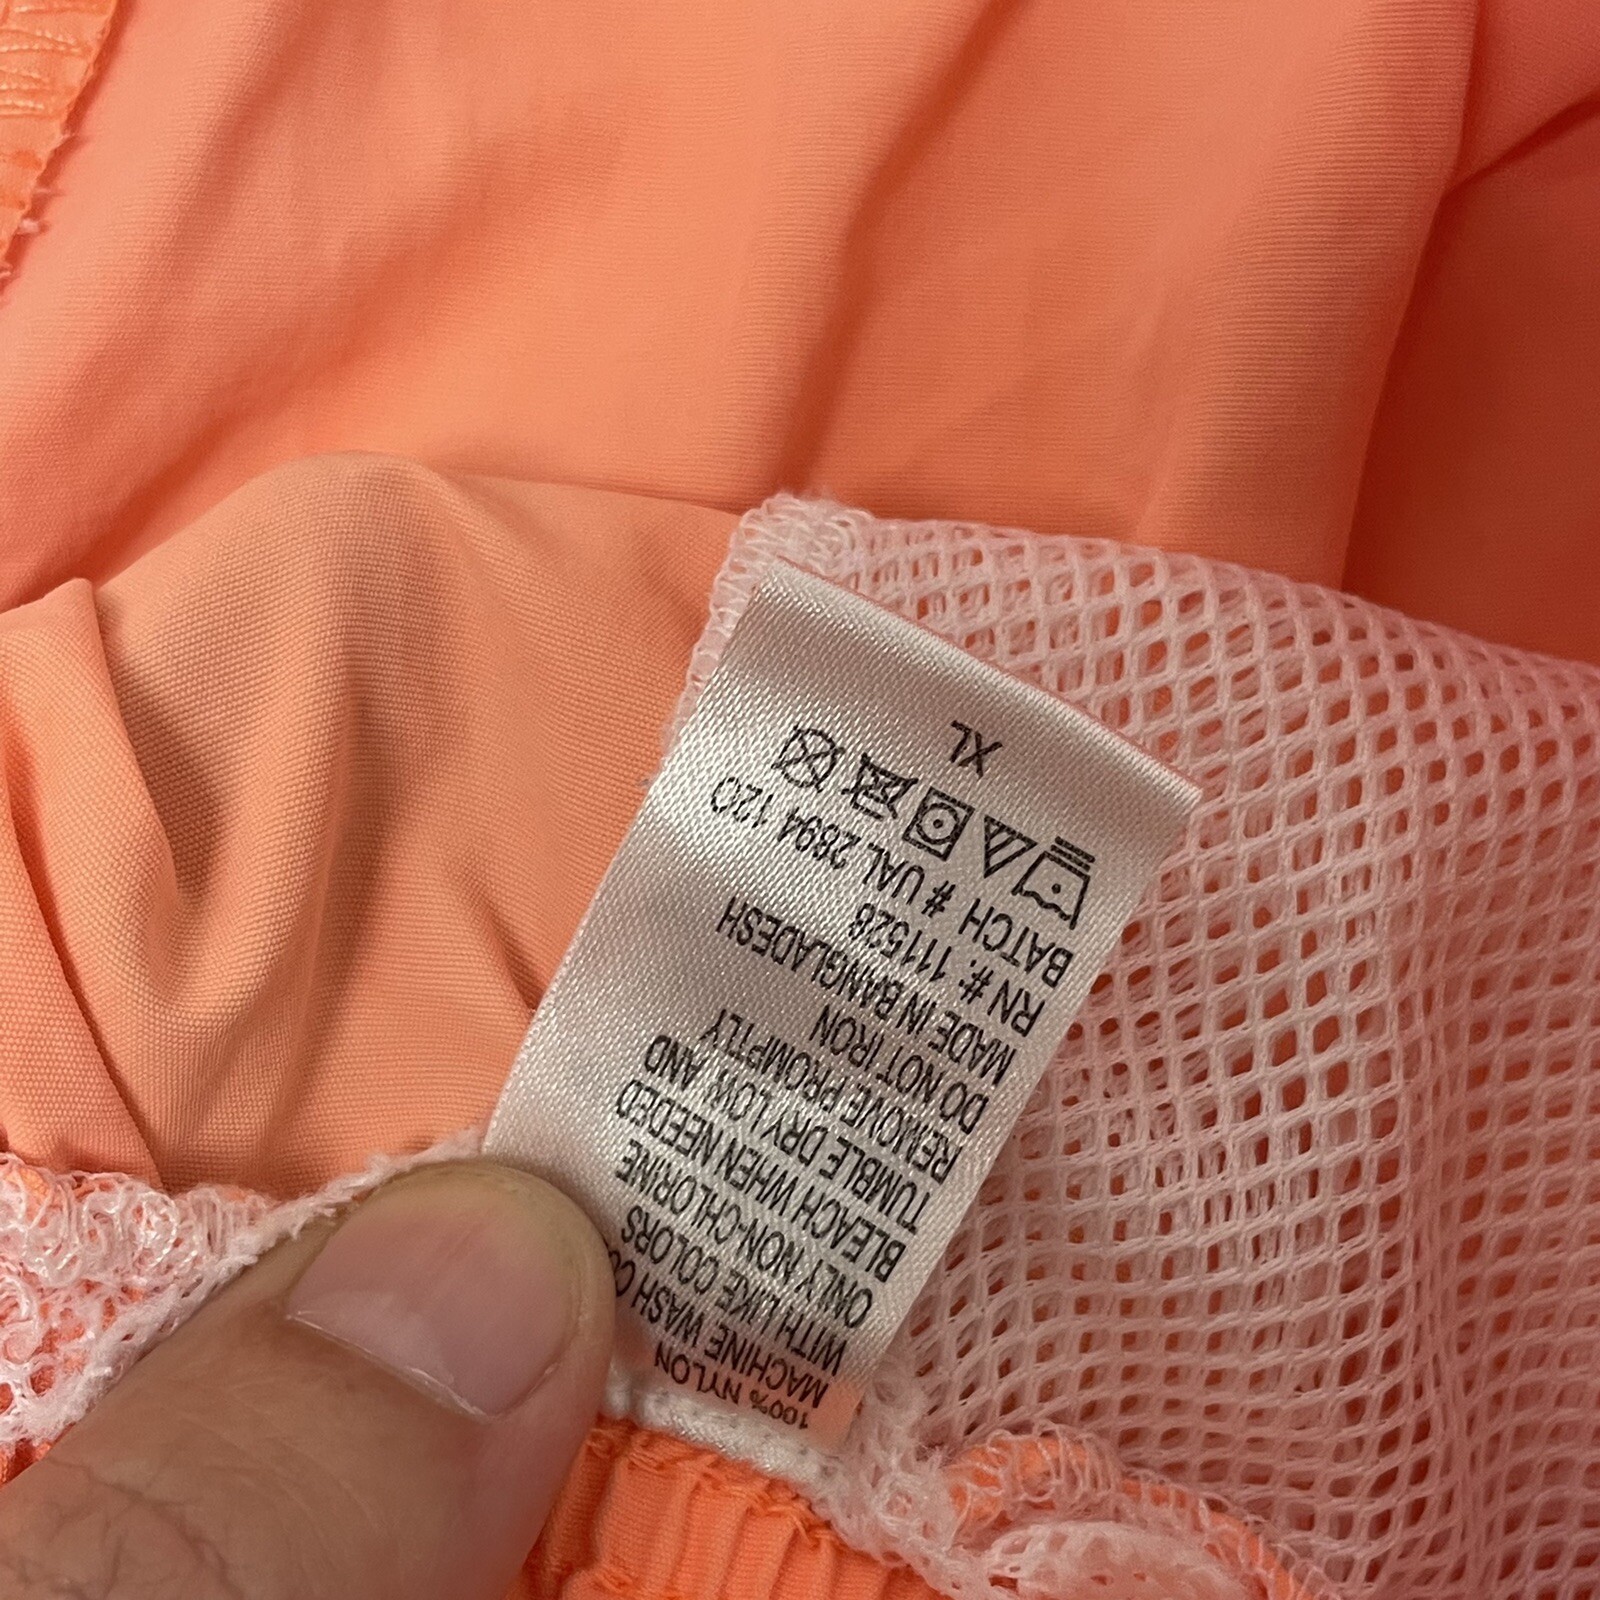 100% NYLON
MACHINE WASH
WITH LIKE COLORS
ONLY NON-CHLORINE
BLEACH WHEN NEEDED
TUMBLE DRY LOW, AND
REMOVE PROMPTLY
DO NOT IRON
MADE IN BANGLADESH
RN #: 111528
BATCH # UAL 2894 120
XL